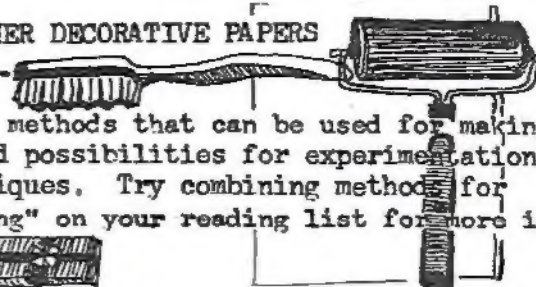 ER DECORATIVE PAPERS
methods that can be used for makin
d possibilities for experimentation
iques. Try combining methods for
ng" on your reading list for more i